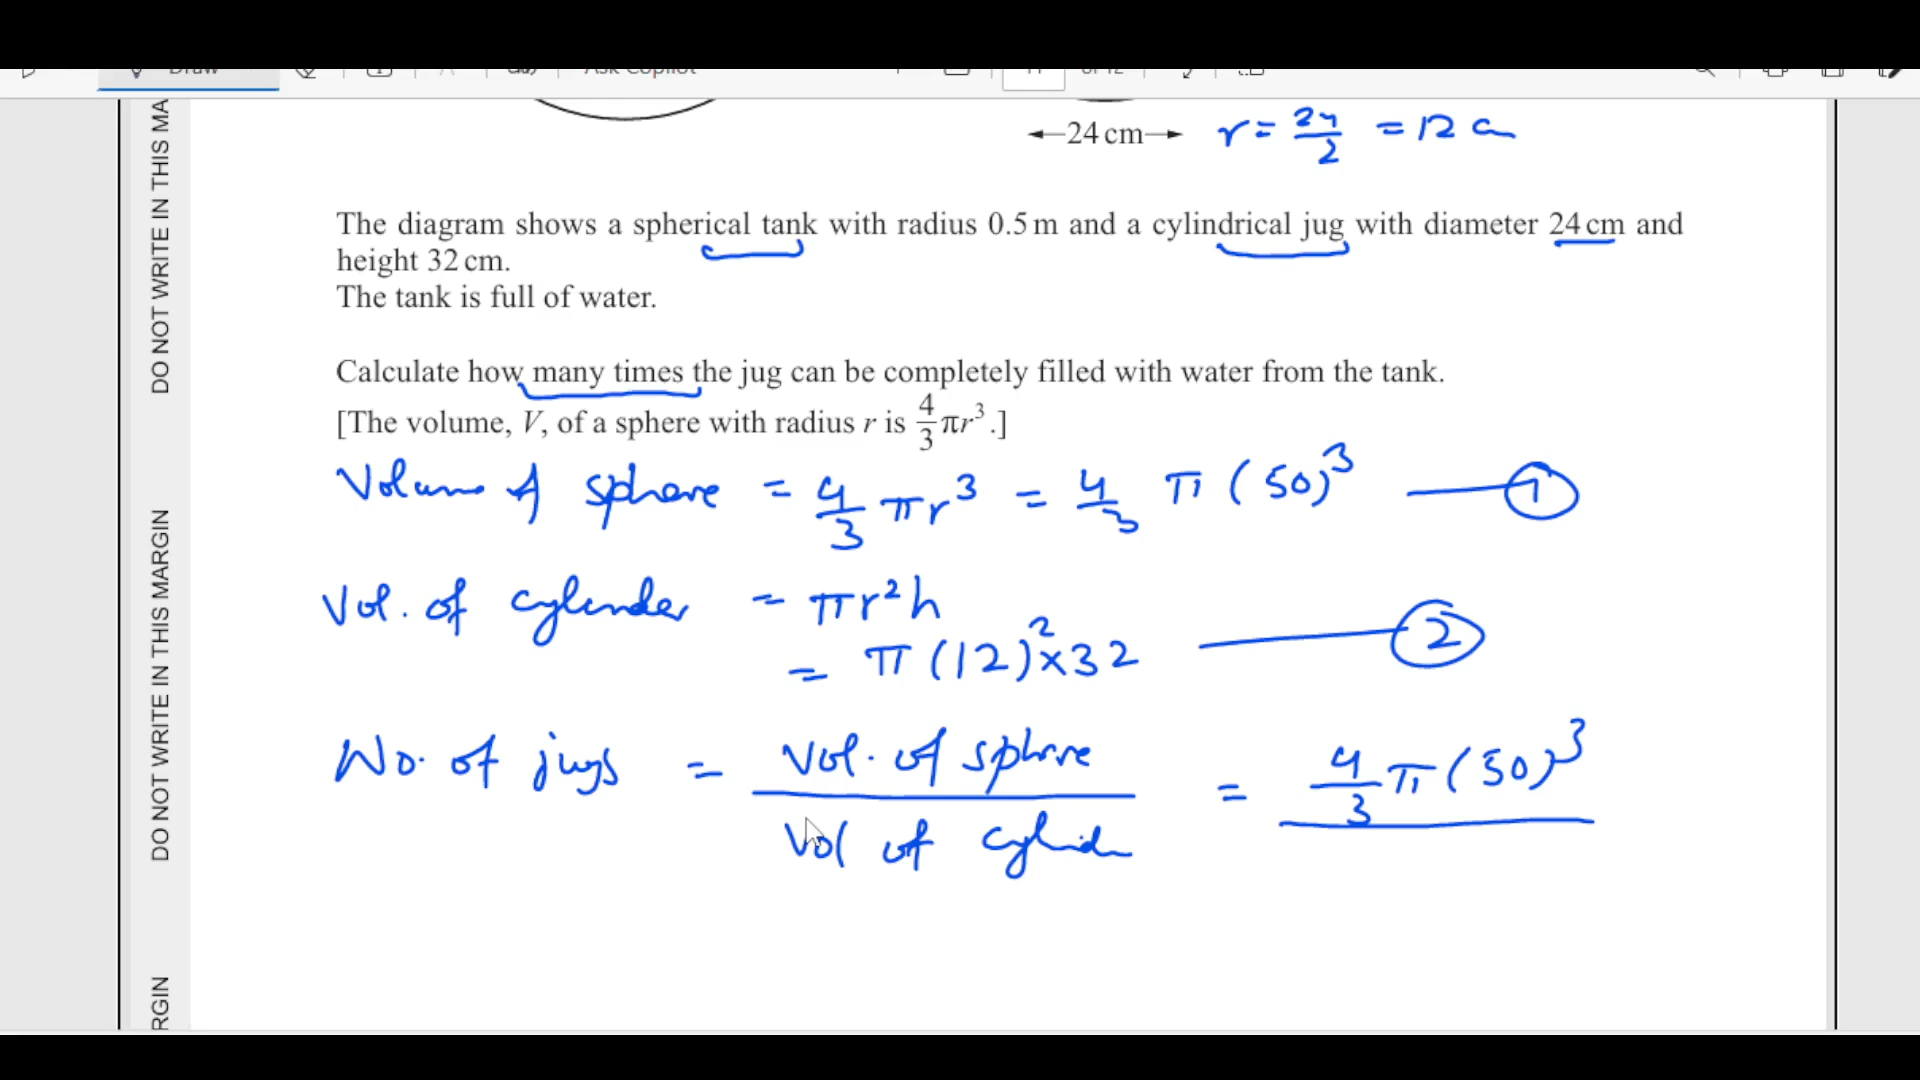 Draw
Ask Copilot
DO NOT WRITE IN THIS MA
24 cm
r = 24/2 = 12 cm
The diagram shows a spherical tank with radius 0.5 m and a cylindrical jug with diameter 24 cm and
height 32 cm.
The tank is full of water.
Calculate how many times the jug can be completely filled with water from the tank.
[The volume, V, of a sphere with radius r is 4/3 πr³.]
Volume of sphere = 4/3 πr³ = 4/3 π (50)³ 1
DO NOT WRITE IN THIS MARGIN
Vol. of cylinder = πr²h
= π(12)² × 32 2
No. of jugs = Vol. of sphere / Vol of cylinder = 4/3 π(50)³
RGIN